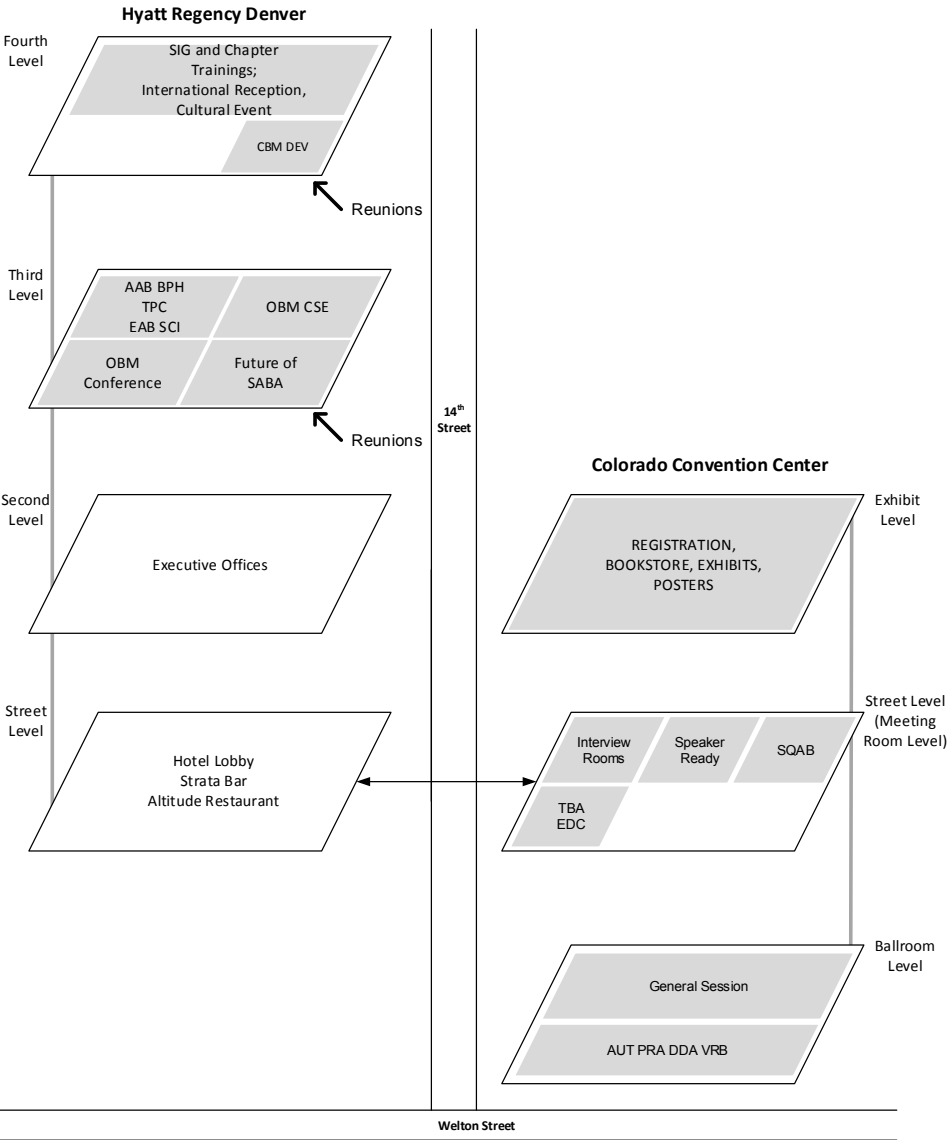 Hyatt Regency Denver
Fourth
Level
SIG and Chapter
Trainings;
International Reception,
Cultural Event
CBM DEV
Reunions
Third
Level
AAB BPH
TPC
EAB SCI
OBM CSE
OBM
Conference
Future of
SABA
Reunions
14th
Street
Second
Level
Executive Offices
Street
Level
Hotel Lobby
Strata Bar
Altitude Restaurant
Colorado Convention Center
Exhibit
Level
REGISTRATION,
BOOKSTORE, EXHIBITS,
POSTERS
Street Level
(Meeting
Room Level)
Interview
Rooms
Speaker
Ready
SQAB
TBA
EDC
Ballroom
Level
General Session
AUT PRA DDA VRB
Welton Street